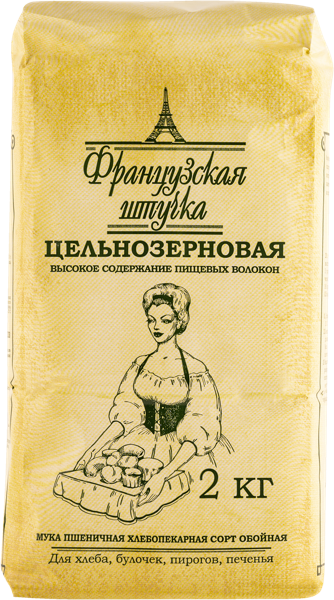 Французская
штучка
ЦЕЛЬНОЗЕРНОВАЯ
ВЫСОКОЕ СОДЕРЖАНИЕ ПИЩЕВЫХ ВОЛОКОН
2 КГ
МУКА ПШЕНИЧНАЯ ХЛЕБОПЕКАРНАЯ СОРТ ОБОЙНАЯ
Для хлеба, булочек, пирогов, печенья